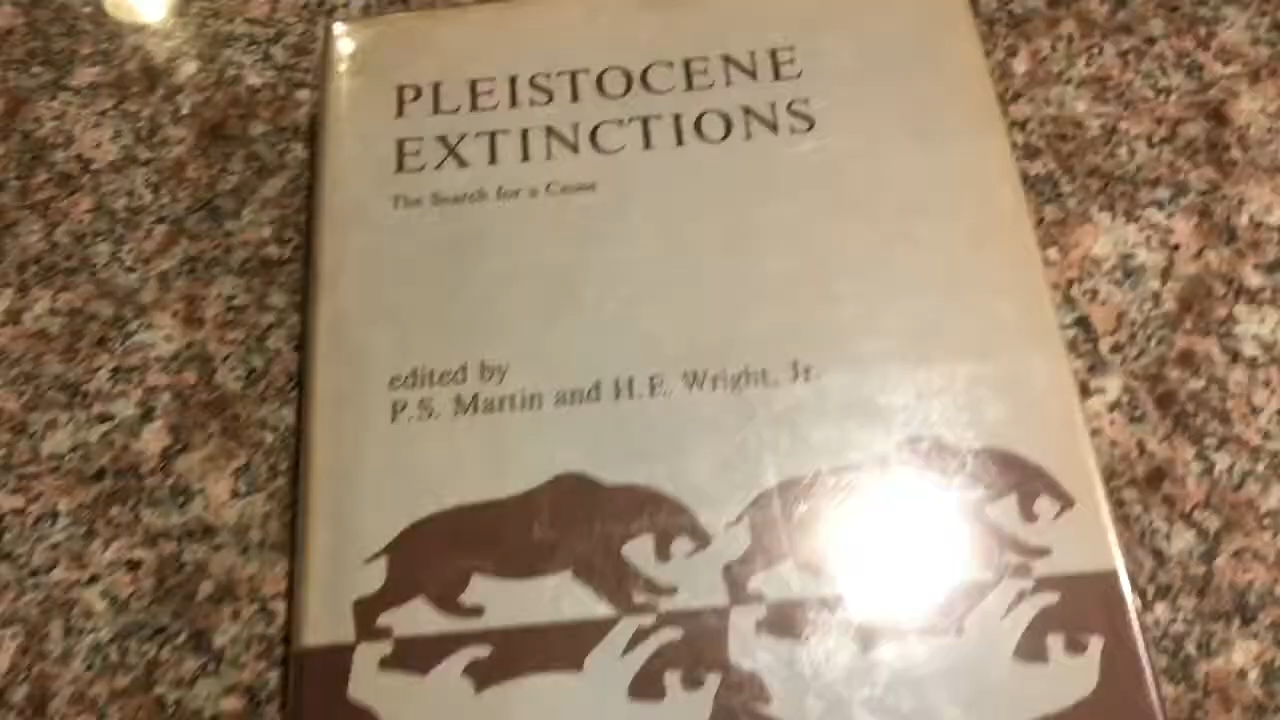 PLEISTOCENE
EXTINCTIONS
The Search for a Cause
edited by
P.S. Martin and H.E. Wright, Jr.